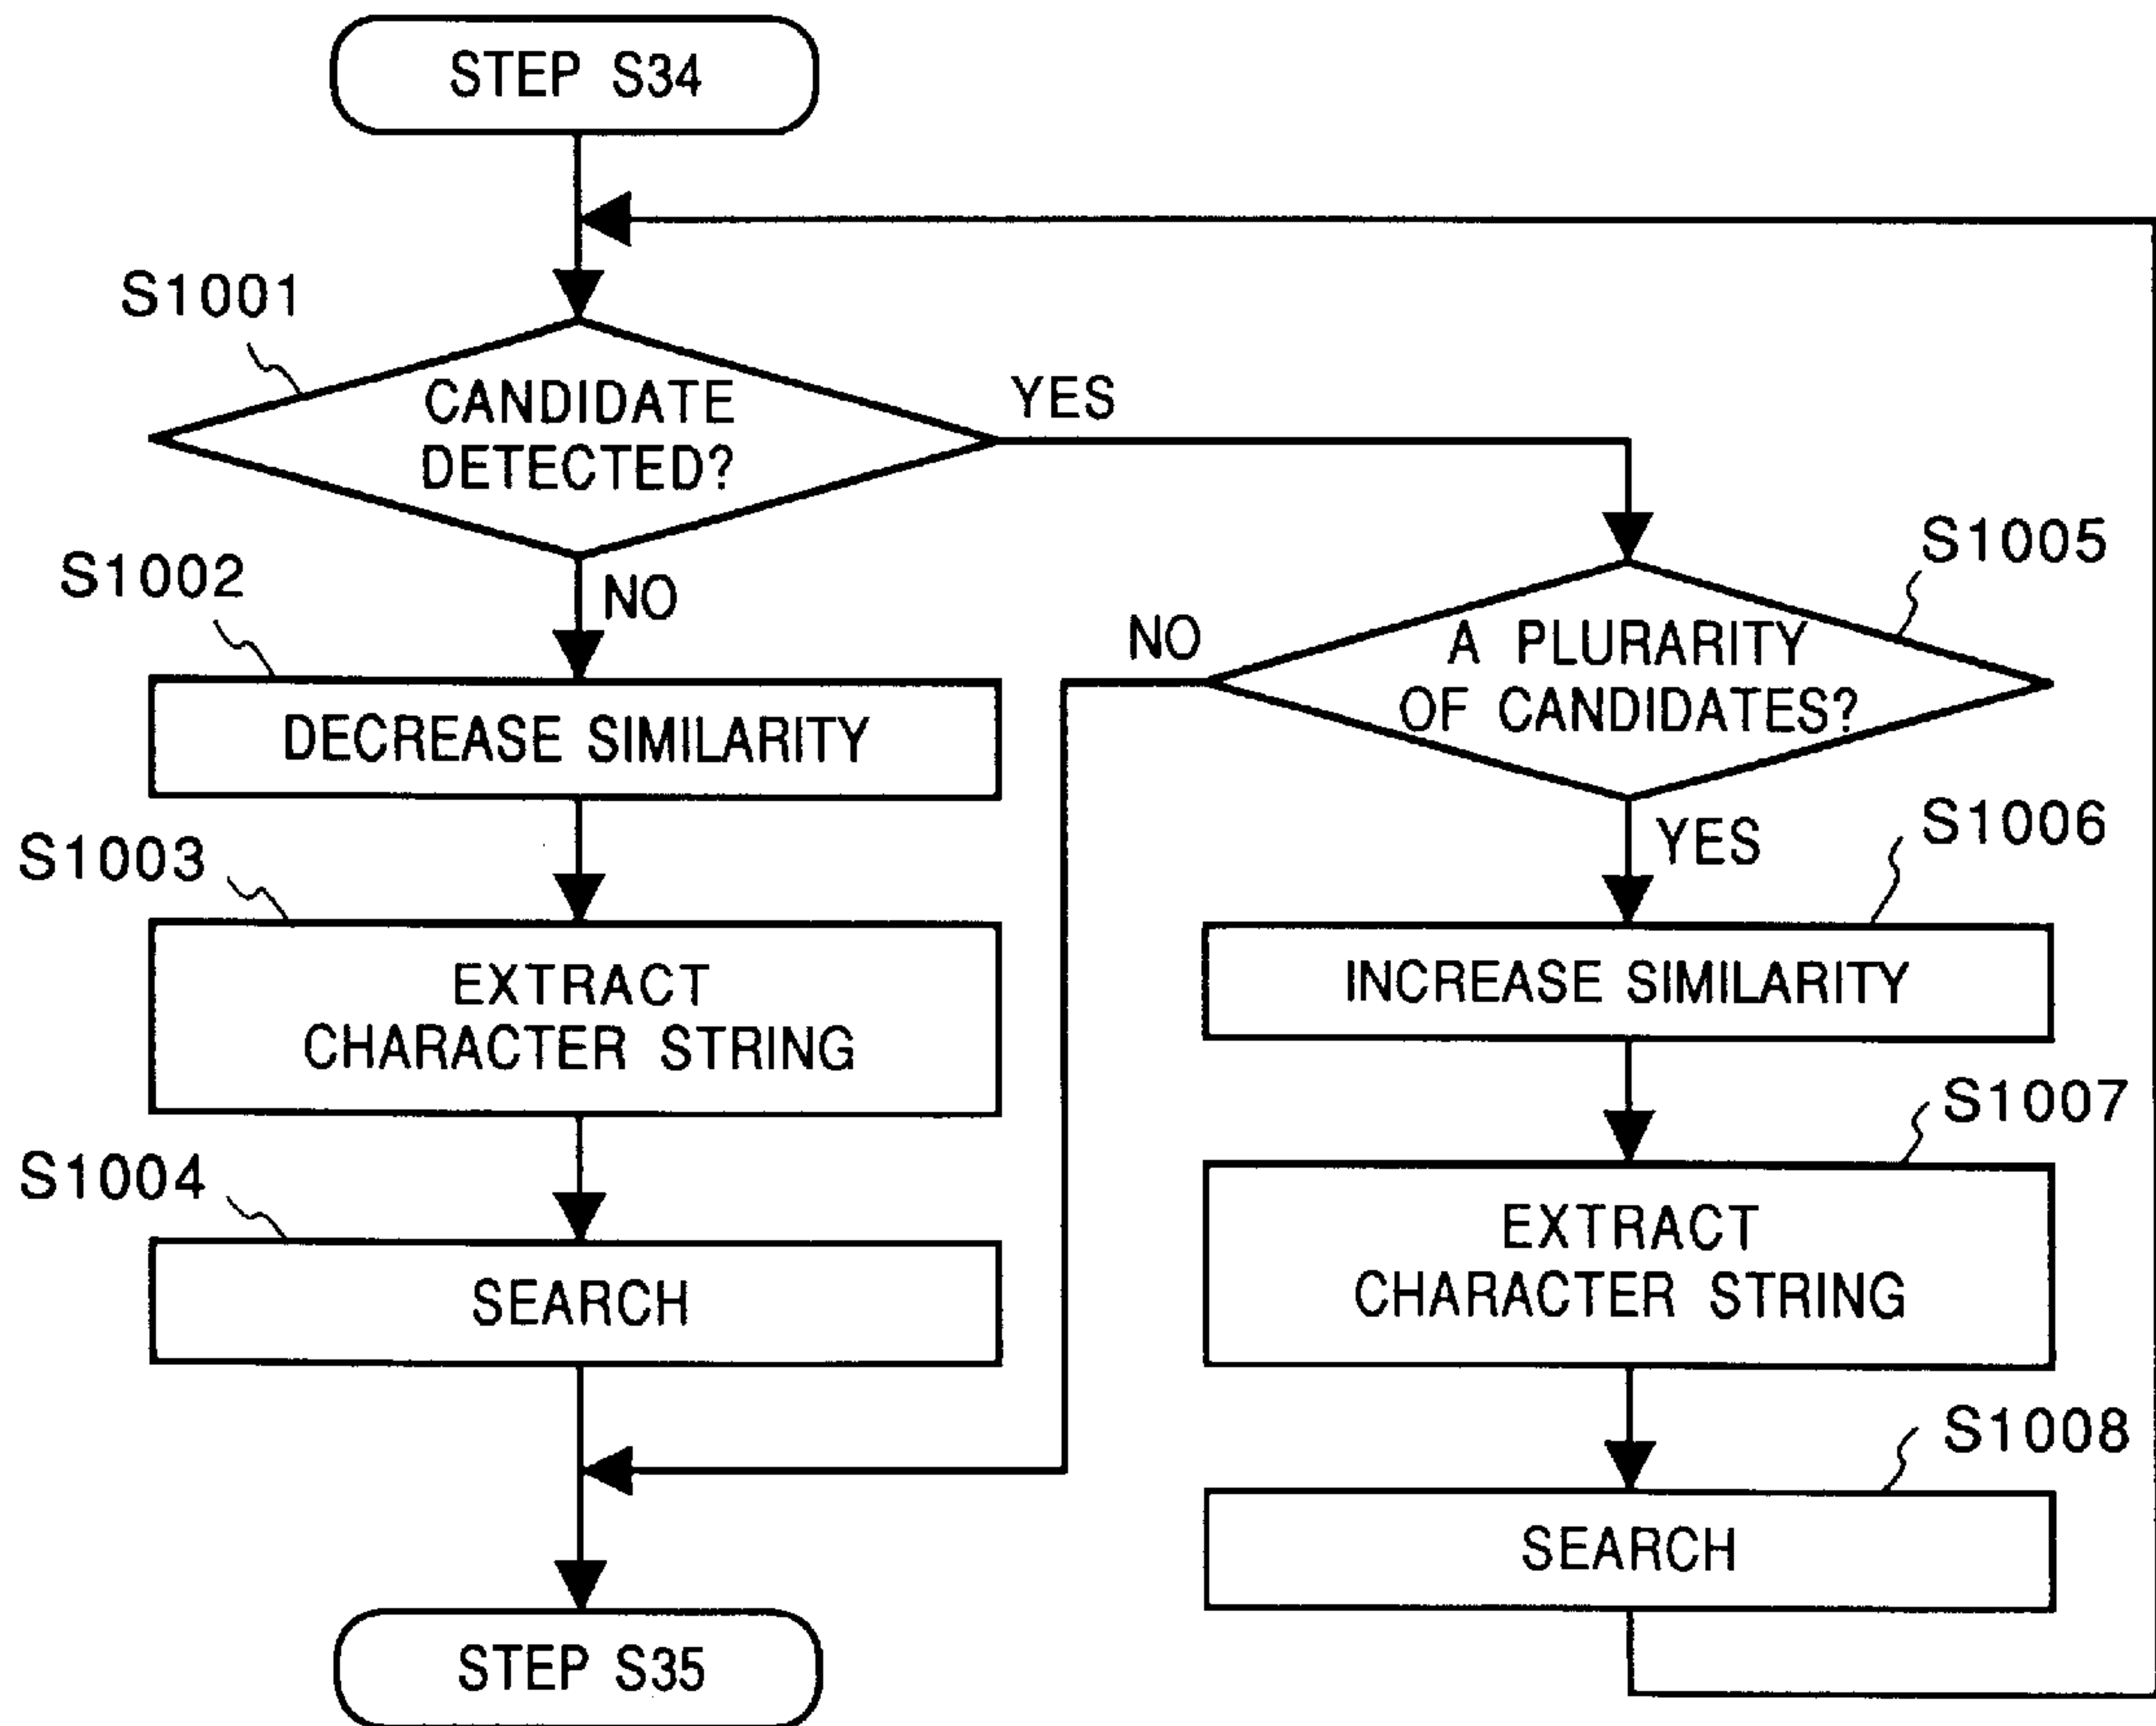 STEP S34
S1001
CANDIDATE
DETECTED?
YES
NO
S1002
DECREASE SIMILARITY
S1003
EXTRACT
CHARACTER STRING
S1004
SEARCH
STEP S35
S1005
A PLURARITY
OF CANDIDATES?
NO
YES
S1006
INCREASE SIMILARITY
S1007
EXTRACT
CHARACTER STRING
S1008
SEARCH